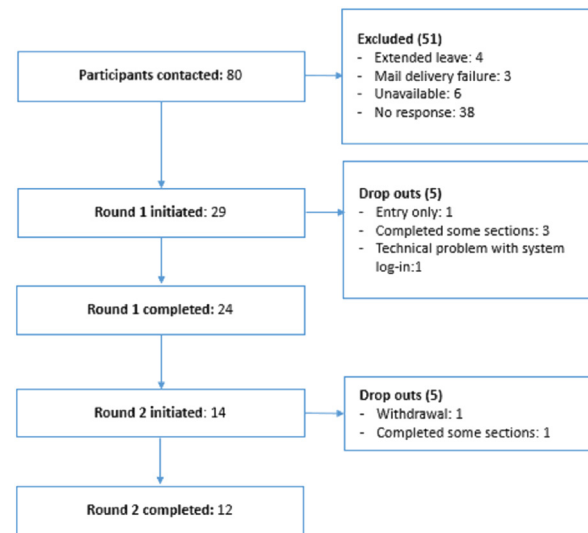 Participants contacted: 80
Excluded (51)
- Extended leave: 4
- Mail delivery failure: 3
- Unavailable: 6
- No response: 38
Round 1 initiated: 29
Drop outs (5)
- Entry only: 1
- Completed some sections: 3
- Technical problem with system
log-in:1
Round 1 completed: 24
Round 2 initiated: 14
Drop outs (5)
- Withdrawal: 1
- Completed some sections: 1
Round 2 completed: 12